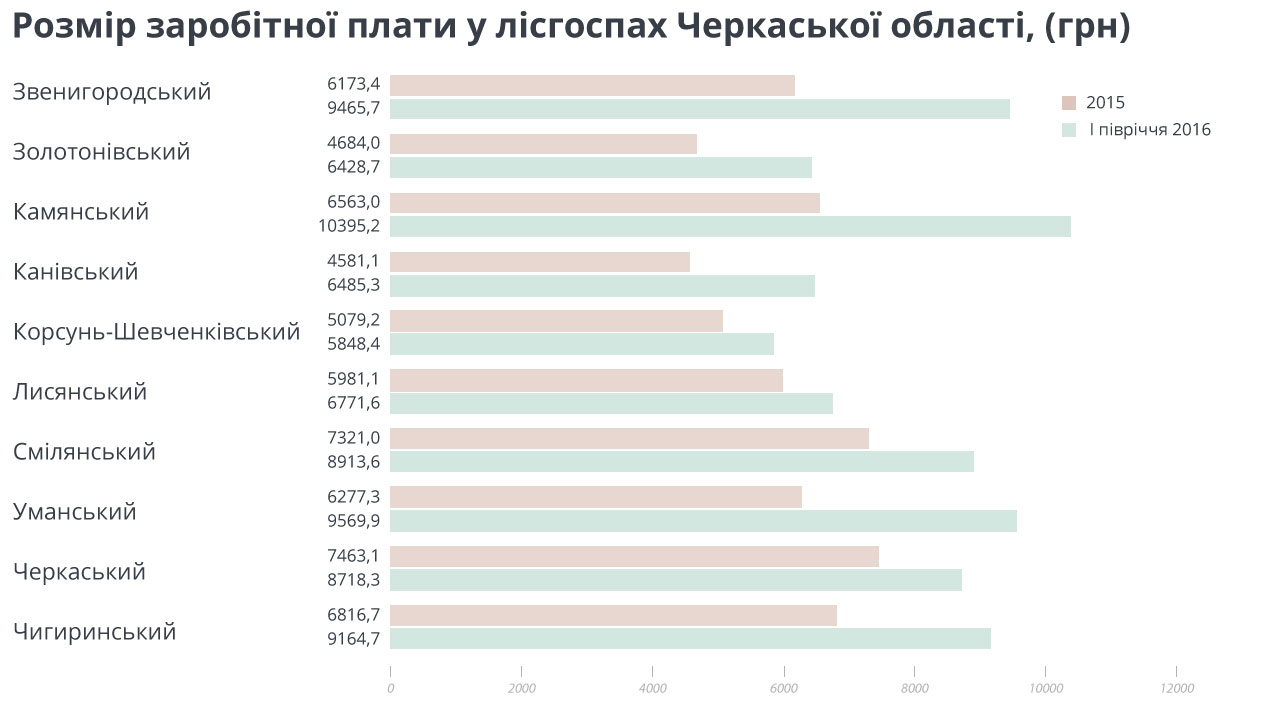 Розмір заробітної плати у лісгоспах Черкаської області, (грн)
2015
І півріччя 2016
Звенигородський
6173,4
9465,7
Золотонівський
4684,0
6428,7
Камянський
6563,0
10395,2
Канівський
4581,1
6485,3
Корсунь-Шевченківський
5079,2
5848,4
Лисянський
5981,1
6771,6
Смілянський
7321,0
8913,6
Уманський
6277,3
9569,9
Черкаський
7463,1
8718,3
Чигиринський
6816,7
9164,7
0 2000 4000 6000 8000 10000 12000